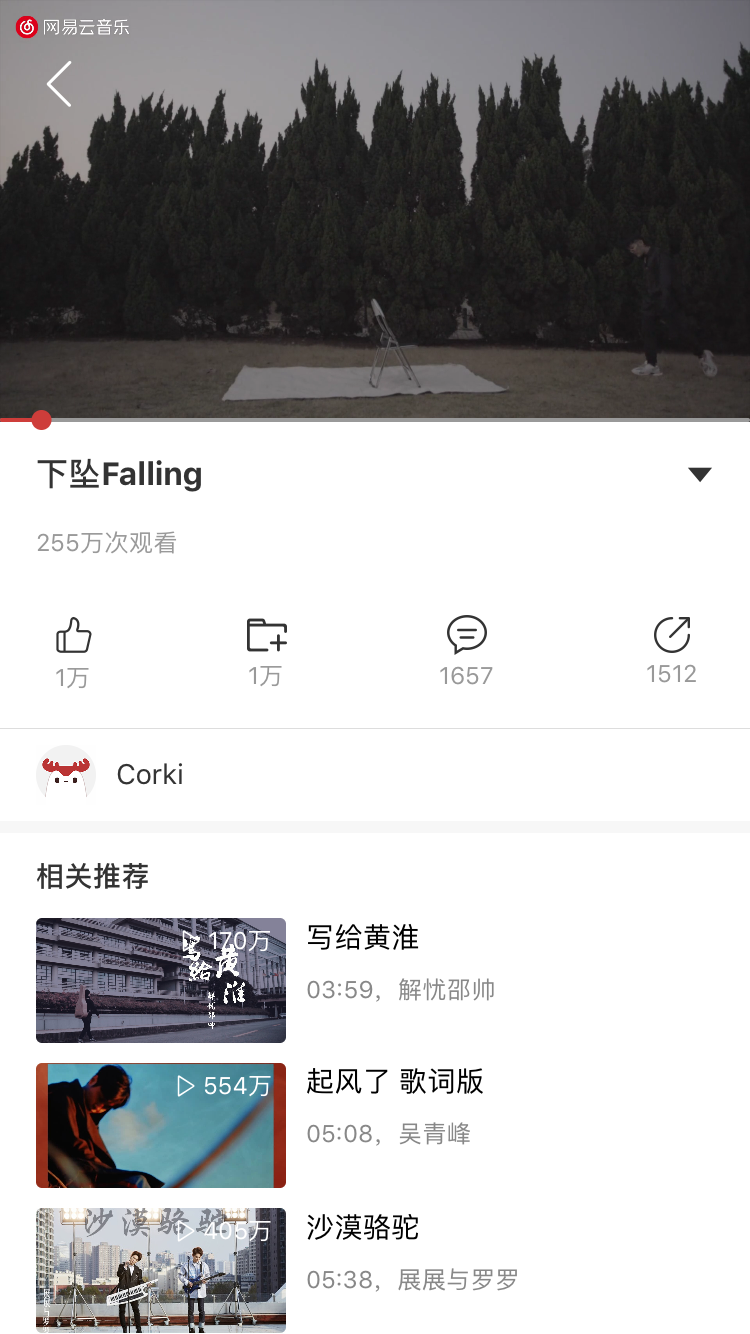 网易云音乐
下坠Falling
255万次观看
1万
1万
1657
1512
Corki
相关推荐
170万
写给黄淮
解忧邵帅
写给黄淮
03:59，解忧邵帅
554万
起风了 歌词版
05:08，吴青峰
沙漠骆驼
405万
沙漠骆驼
05:38，展展与罗罗